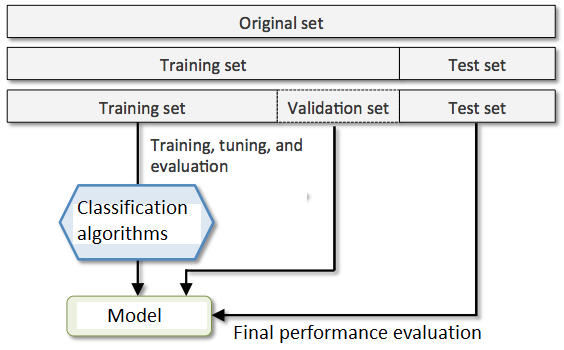 Original set
Training set Test set
Training set Validation set Test set
Training, tuning, and
evaluation
Classification
algorithms
Model
Final performance evaluation